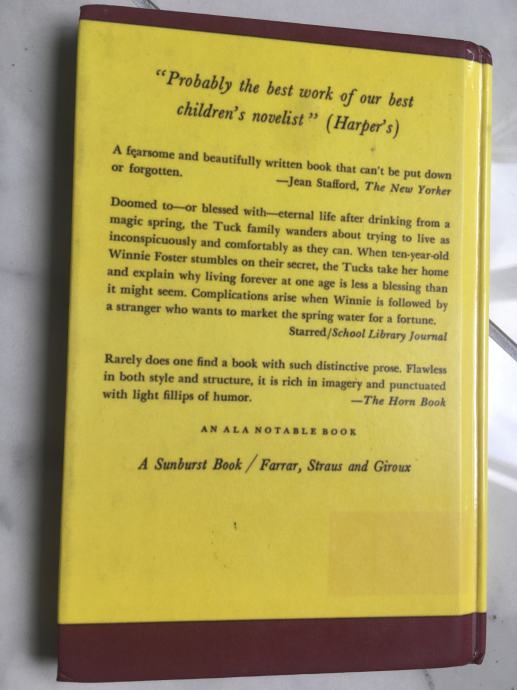 “Probably the best work of our best
children’s novelist” (Harper’s)
A fearsome and beautifully written book that can’t be put down
or forgotten. —Jean Stafford, The New Yorker
Doomed to—or blessed with—eternal life after drinking from a
magic spring, the Tuck family wanders about trying to live as
inconspicuously and comfortably as they can. When ten-year-old
Winnie Foster stumbles on their secret, the Tucks take her home
and explain why living forever at one age is less a blessing than
it might seem. Complications arise when Winnie is followed by
a stranger who wants to market the spring water for a fortune.
Starred/School Library Journal
Rarely does one find a book with such distinctive prose. Flawless
in both style and structure, it is rich in imagery and punctuated
with light fillips of humor. —The Horn Book
AN ALA NOTABLE BOOK
A Sunburst Book / Farrar, Straus and Giroux